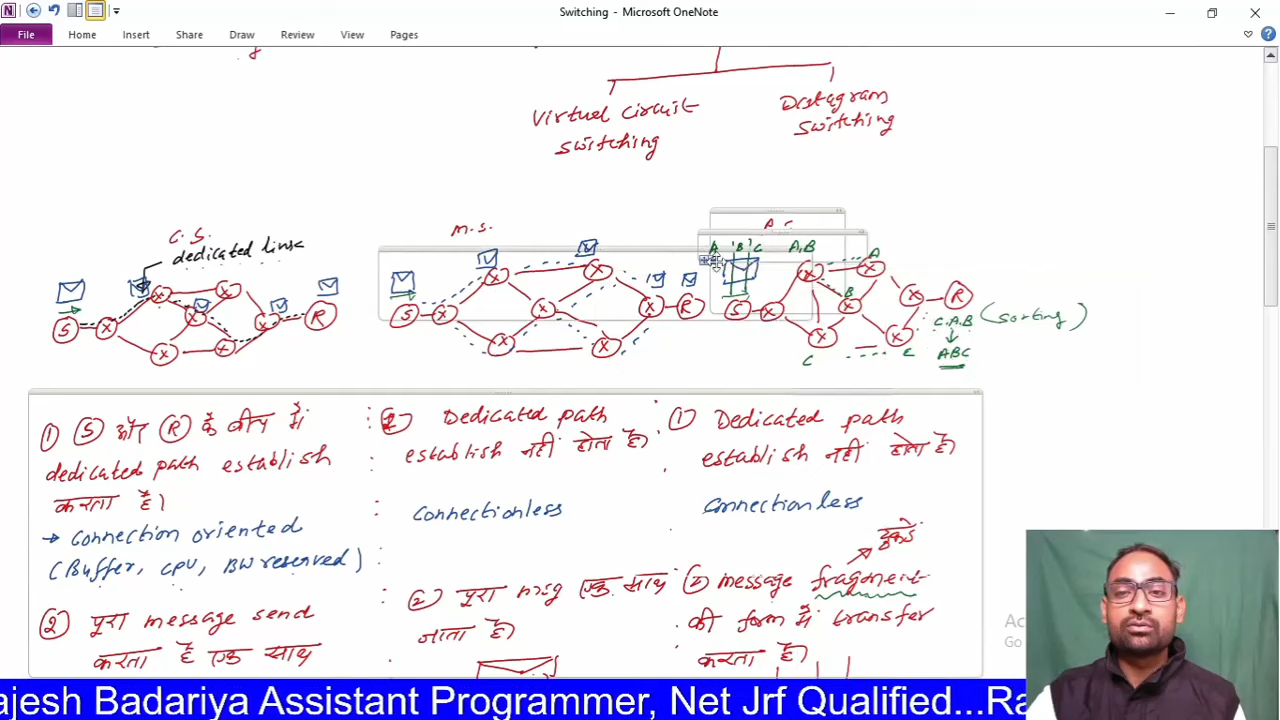 Switching - Microsoft OneNote
File Home Insert Share Draw Review View Pages
Virtual Circuit Switching
Datagram Switching
C.S.
dedicated link
M.S.
A 'B' C A,B A
B
S X X X X X X X R
S X X X X X X R
S X X X X X X X R
C.A.B (Sorting)
ABC
C E
① Ⓢ और Ⓡ के बीच में
dedicated path establish
करता है।
→ connection oriented
(Buffer, CPU, BW reserved)
② पूरा message send
करता है एक साथ
Dedicated path
establish नहीं होता है।
connectionless
② पूरा msg एक साथ
जाता है।
① Dedicated path
establish नहीं होता है।
connectionless
② message fragment
की form में transfer
करता है।
ajesh Badariya Assistant Programmer, Net Jrf Qualified...Ra